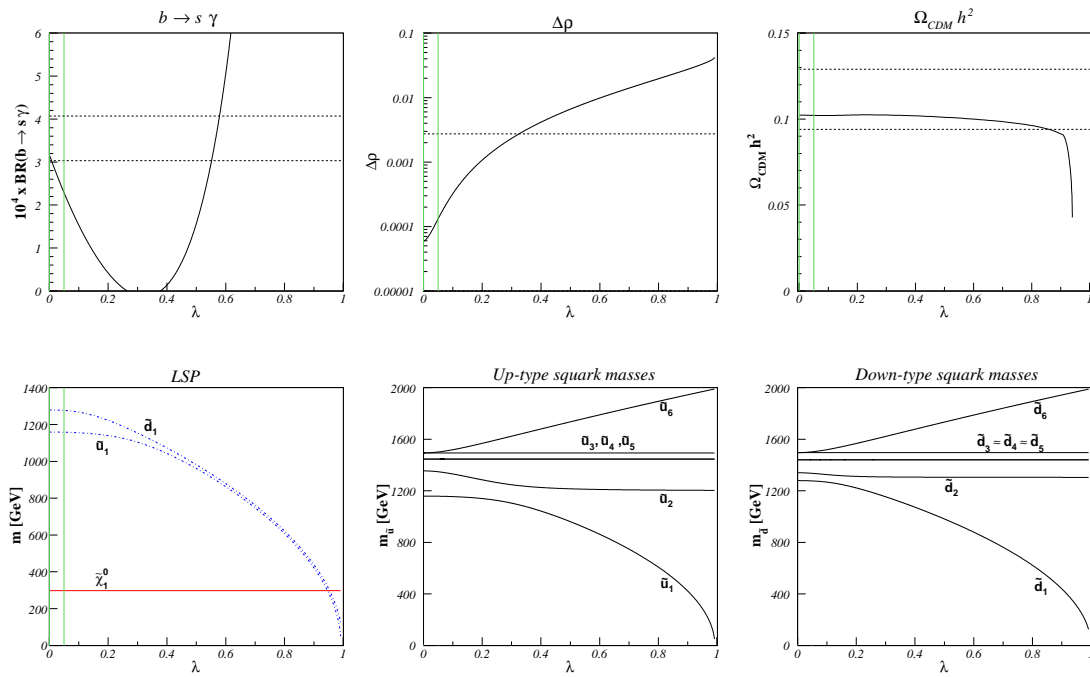 b → s γ
10⁴ x BR(b → s γ)
6
5
4
3
2
1
0
0 0.2 0.4 0.6 0.8 1
λ
Δρ
Δρ
0.1
0.01
0.001
0.0001
0.00001
0 0.2 0.4 0.6 0.8 1
λ
Ω_CDM h²
Ω_CDM h²
0.15
0.1
0.05
0
0 0.2 0.4 0.6 0.8 1
λ
LSP
m [GeV]
1400
1200
1000
800
600
400
200
0
d̃₁
ũ₁
χ̃₁⁰
0 0.2 0.4 0.6 0.8 1
λ
Up-type squark masses
m_ũ [GeV]
2000
1600
1200
800
400
0
ũ₆
ũ₃, ũ₄ ,ũ₅
ũ₂
ũ₁
0 0.2 0.4 0.6 0.8 1
λ
Down-type squark masses
m_d̃ [GeV]
2000
1600
1200
800
400
0
d̃₆
d̃₃ ≈ d̃₄ ≈ d̃₅
d̃₂
d̃₁
0 0.2 0.4 0.6 0.8 1
λ